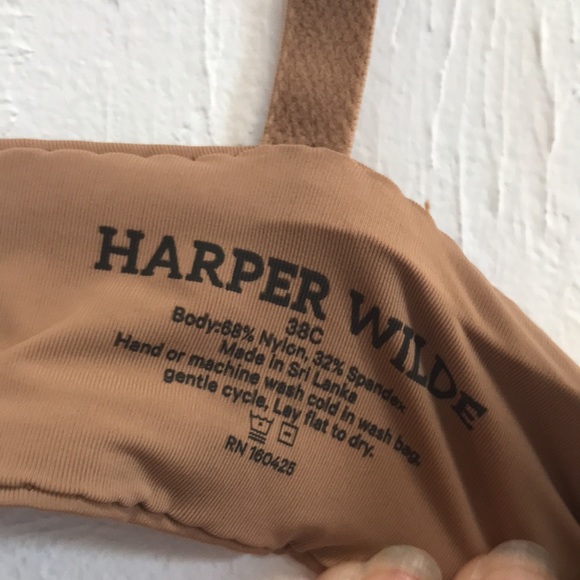 HARPER WILDE
38C
Body:68% Nylon, 32% Spandex
Made In Sri Lanka
Hand or machine wash cold in wash bag,
gentle cycle, Lay flat to dry.
RN 160425